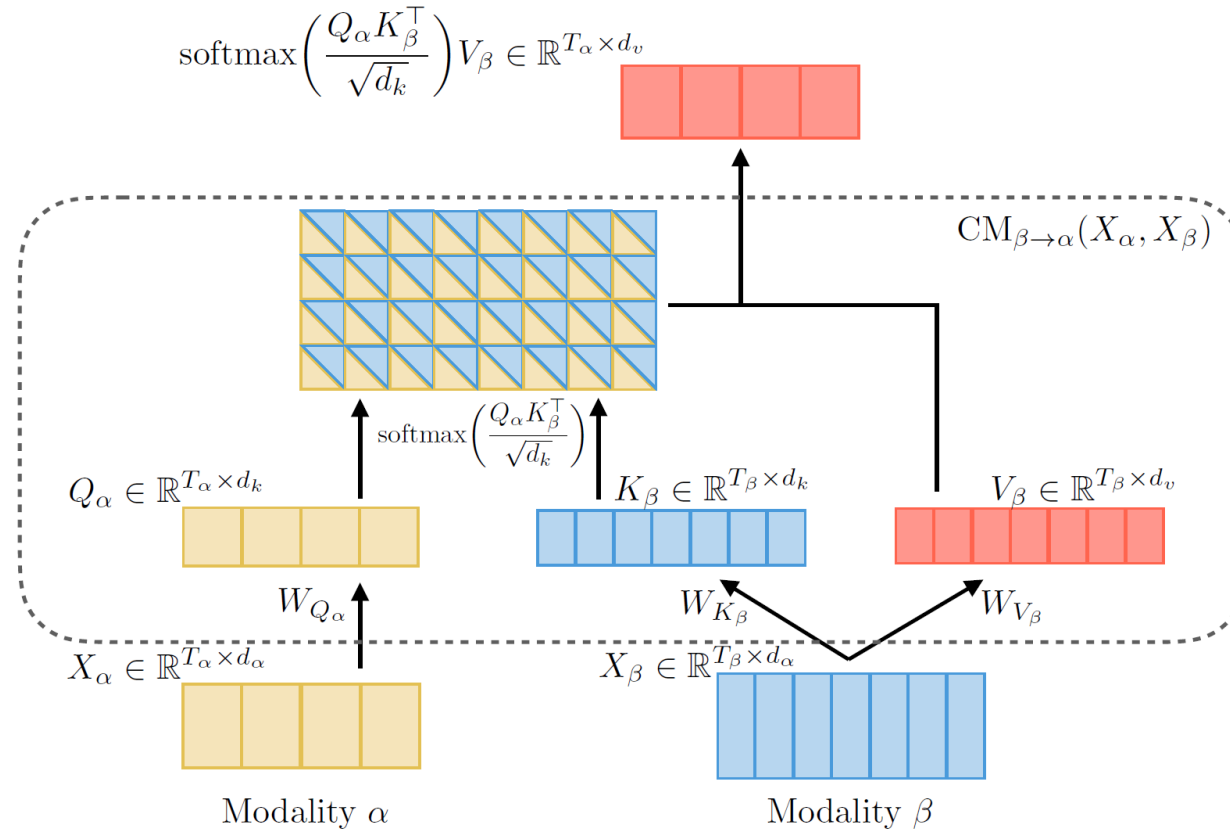 softmax(Q_α K_β^⊤ / √d_k) V_β ∈ ℝ^{T_α × d_v}
CM_{β→α}(X_α, X_β)
softmax(Q_α K_β^⊤ / √d_k)
Q_α ∈ ℝ^{T_α × d_k}
K_β ∈ ℝ^{T_β × d_k}
V_β ∈ ℝ^{T_β × d_v}
W_{Q_α}
W_{K_β}
W_{V_β}
X_α ∈ ℝ^{T_α × d_α}
X_β ∈ ℝ^{T_β × d_α}
Modality α
Modality β